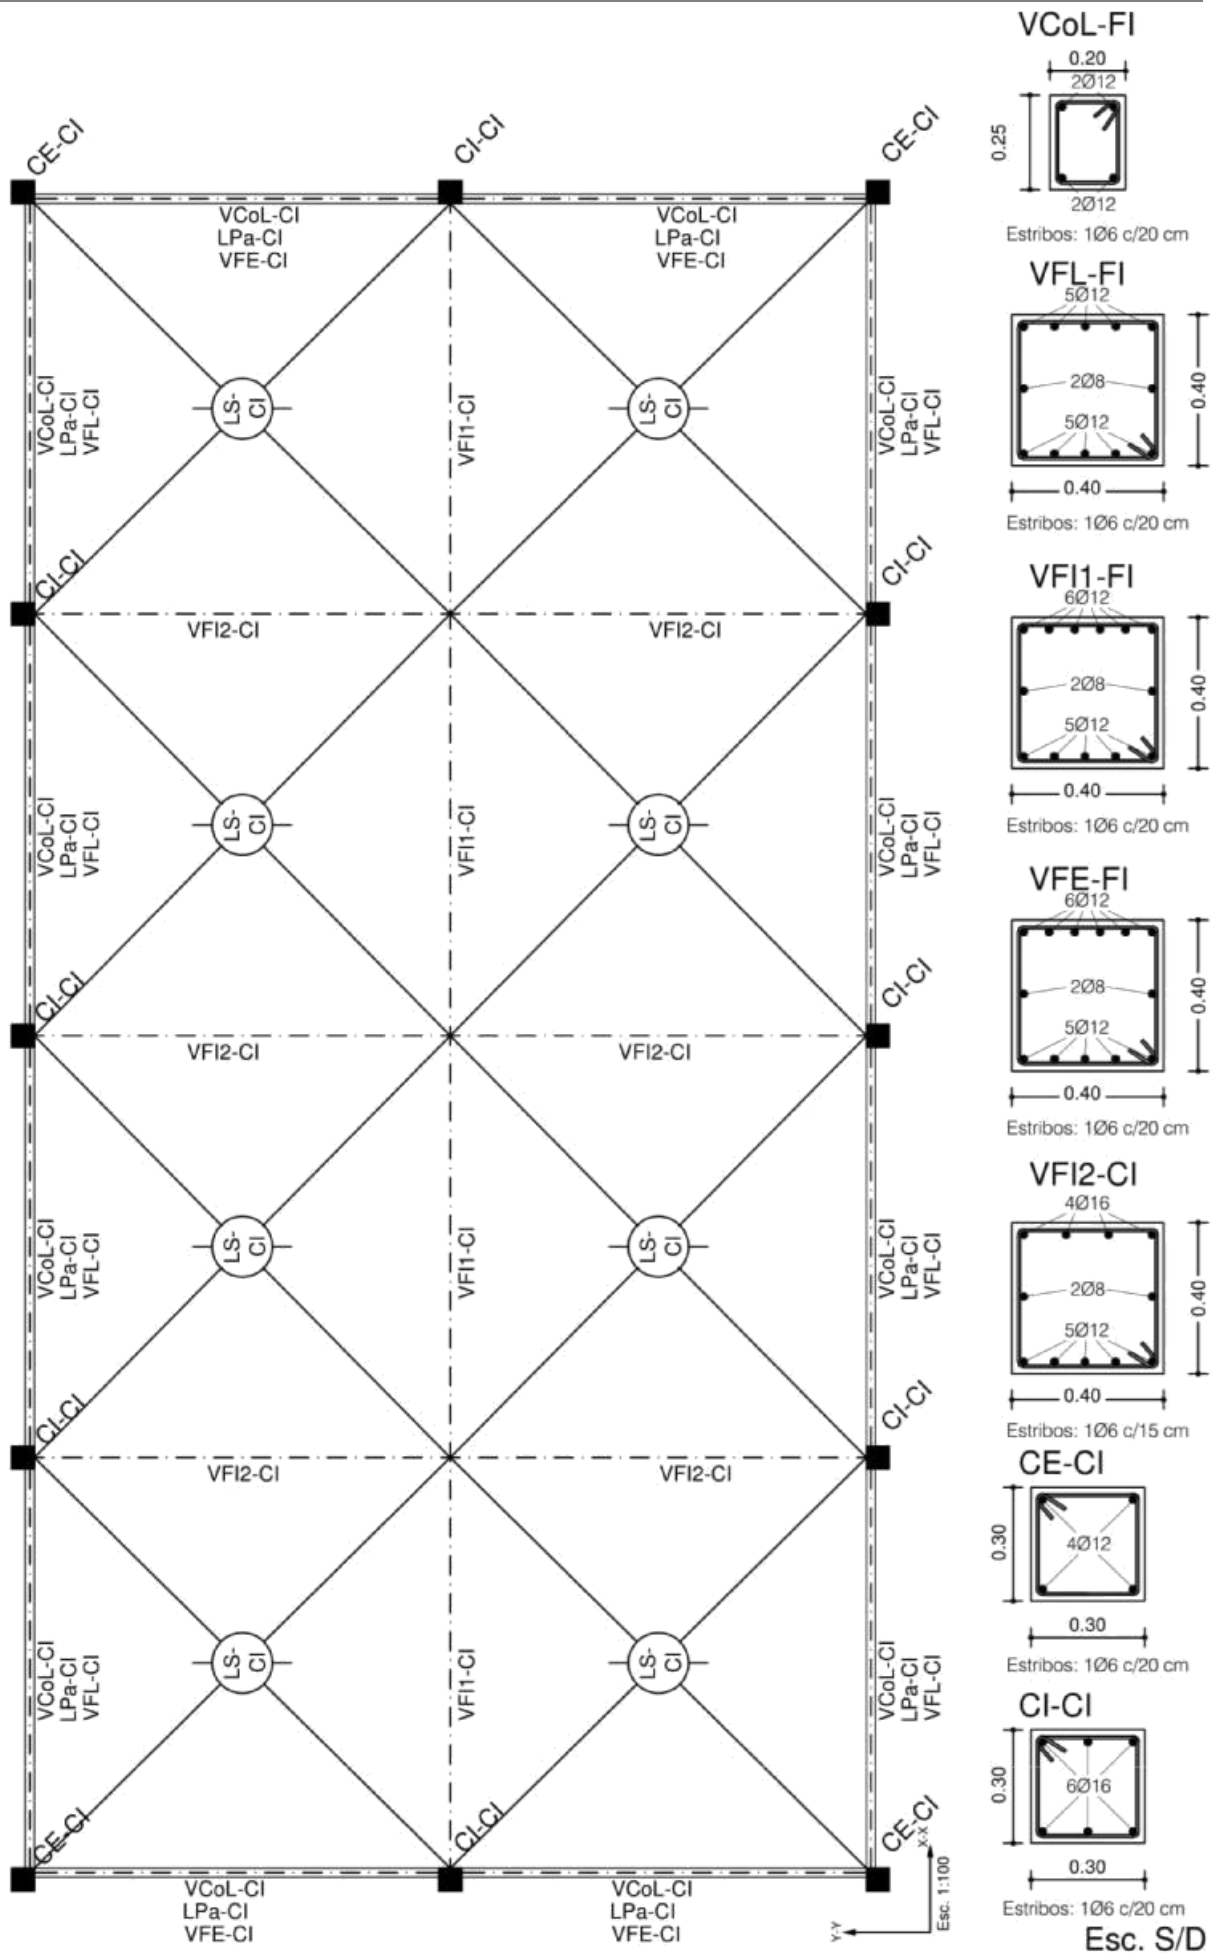 CE-CI
CI-CI
CE-CI
VCoL-CI
LPa-CI
VFE-CI
VCoL-CI
LPa-CI
VFE-CI
VCoL-CI
LPa-CI
VFL-CI
LS-
CI
VFI1-CI
LS-
CI
VCoL-CI
LPa-CI
VFL-CI
CI-CI
CI-CI
VFI2-CI
VFI2-CI
VCoL-CI
LPa-CI
VFL-CI
LS-
CI
VFI1-CI
LS-
CI
VCoL-CI
LPa-CI
VFL-CI
CI-CI
CI-CI
VFI2-CI
VFI2-CI
VCoL-CI
LPa-CI
VFL-CI
LS-
CI
VFI1-CI
LS-
CI
VCoL-CI
LPa-CI
VFL-CI
CI-CI
CI-CI
VFI2-CI
VFI2-CI
VCoL-CI
LPa-CI
VFL-CI
LS-
CI
VFI1-CI
LS-
CI
VCoL-CI
LPa-CI
VFL-CI
CE-CI
CI-CI
CE-CI
VCoL-CI
LPa-CI
VFE-CI
VCoL-CI
LPa-CI
VFE-CI
X-X
Y-Y
Esc. 1:100
VCoL-FI
0.20
2Ø12
0.25
2Ø12
Estribos: 1Ø6 c/20 cm
VFL-FI
5Ø12
2Ø8
0.40
5Ø12
0.40
Estribos: 1Ø6 c/20 cm
VFI1-FI
6Ø12
2Ø8
0.40
5Ø12
0.40
Estribos: 1Ø6 c/20 cm
VFE-FI
6Ø12
2Ø8
0.40
5Ø12
0.40
Estribos: 1Ø6 c/20 cm
VFI2-CI
4Ø16
2Ø8
0.40
5Ø12
0.40
Estribos: 1Ø6 c/15 cm
CE-CI
0.30
4Ø12
0.30
Estribos: 1Ø6 c/20 cm
CI-CI
0.30
6Ø16
0.30
Estribos: 1Ø6 c/20 cm
Esc. S/D